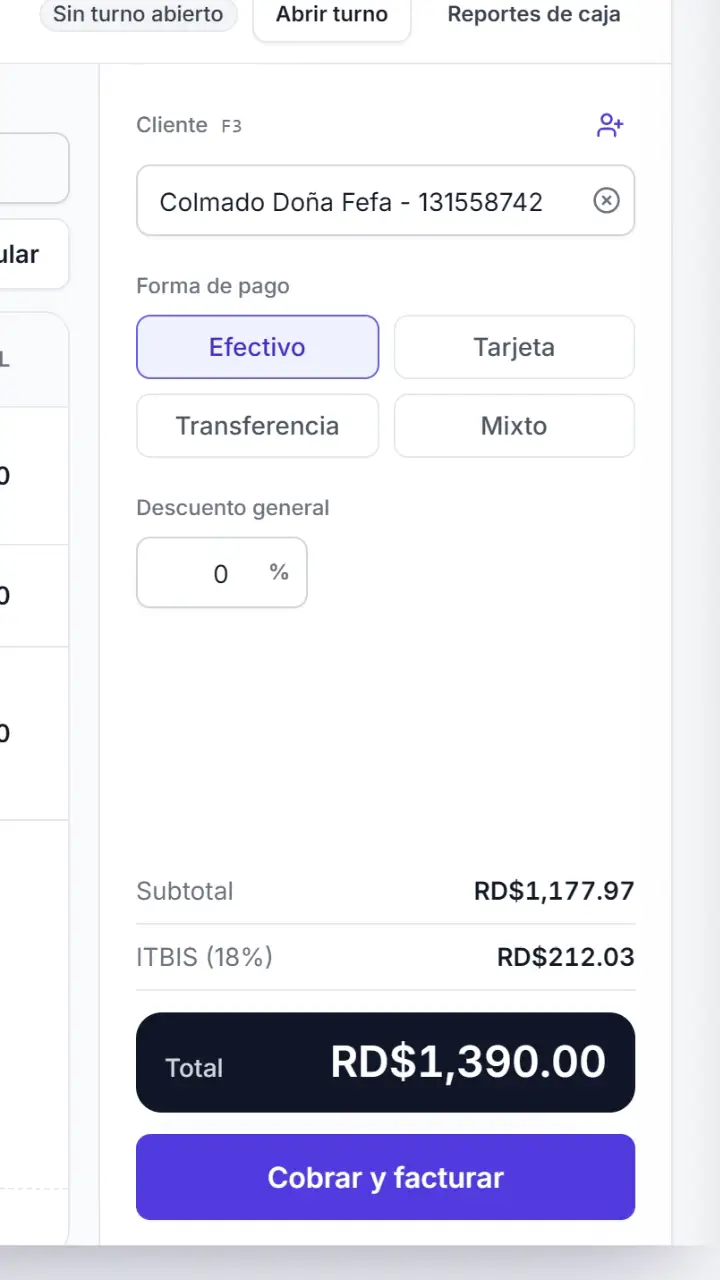 Sin turno abierto Abrir turno Reportes de caja
Cliente F3
Colmado Doña Fefa - 131558742
Forma de pago
Efectivo Tarjeta
Transferencia Mixto
Descuento general
0 %
Subtotal RD$1,177.97
ITBIS (18%) RD$212.03
Total RD$1,390.00
Cobrar y facturar